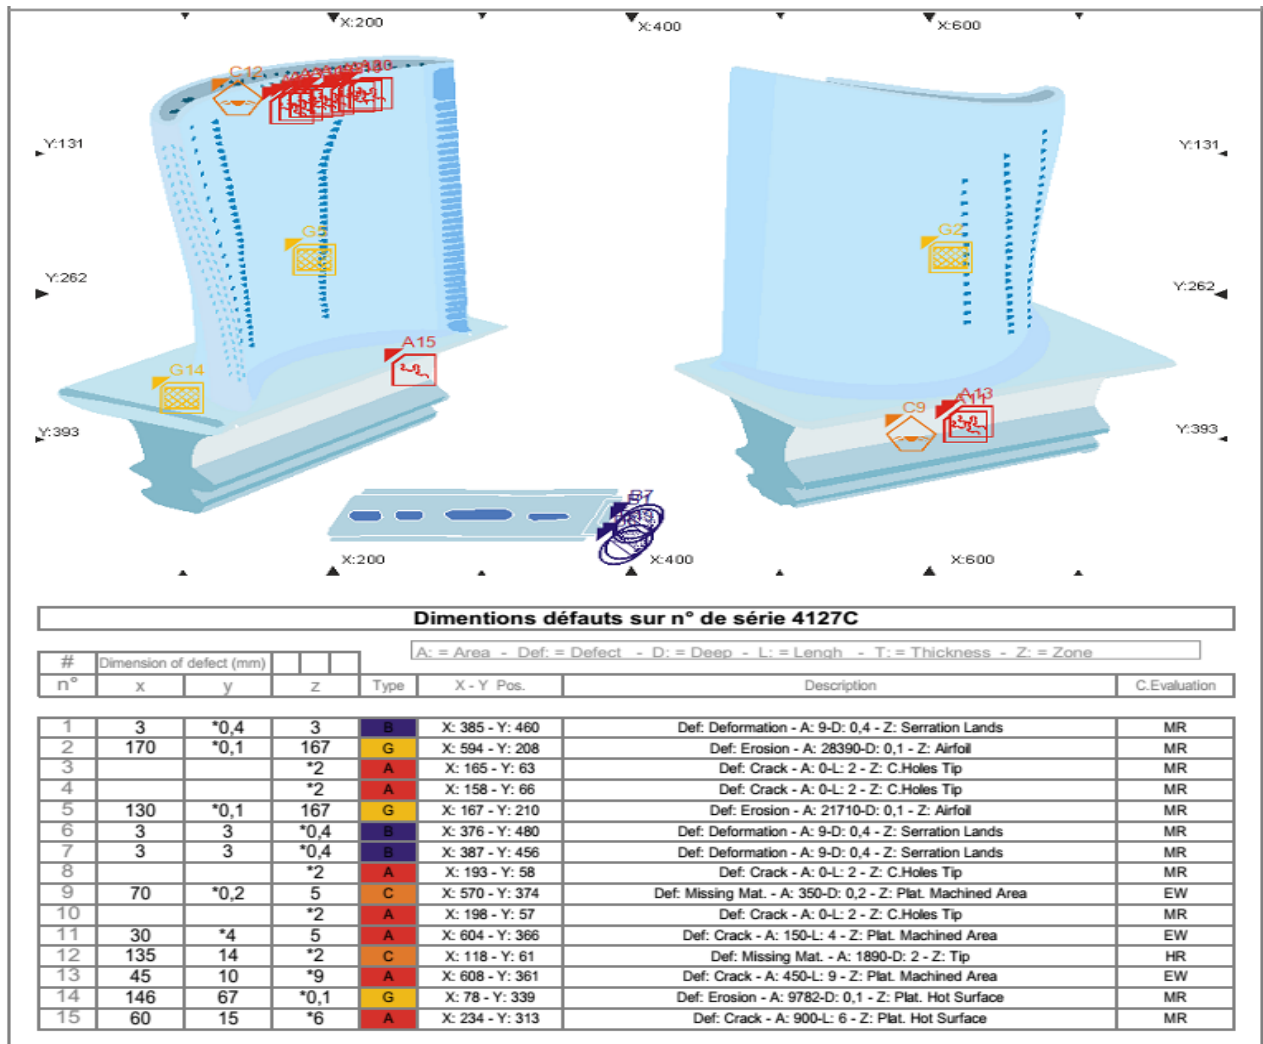 X:200 X:400 X:600
C12
Y:131 Y:131
G5 G2
Y:262 Y:262
A15
G14
A13
C9 A11
Y:393 Y:393
B7
X:200 X:400 X:600
Dimentions défauts sur n° de série 4127C
A: = Area - Def: = Defect - D: = Deep - L: = Lengh - T: = Thickness - Z: = Zone
# Dimension of defect (mm)
n° x y z Type X - Y Pos. Description C.Evaluation
1 3 *0,4 3 B X: 385 - Y: 460 Def: Deformation - A: 9-D: 0,4 - Z: Serration Lands MR
2 170 *0,1 167 G X: 594 - Y: 208 Def: Erosion - A: 28390-D: 0,1 - Z: Airfoil MR
3 *2 A X: 165 - Y: 63 Def: Crack - A: 0-L: 2 - Z: C.Holes Tip MR
4 *2 A X: 158 - Y: 66 Def: Crack - A: 0-L: 2 - Z: C.Holes Tip MR
5 130 *0,1 167 G X: 167 - Y: 210 Def: Erosion - A: 21710-D: 0,1 - Z: Airfoil MR
6 3 3 *0,4 B X: 376 - Y: 480 Def: Deformation - A: 9-D: 0,4 - Z: Serration Lands MR
7 3 3 *0,4 B X: 387 - Y: 456 Def: Deformation - A: 9-D: 0,4 - Z: Serration Lands MR
8 *2 A X: 193 - Y: 58 Def: Crack - A: 0-L: 2 - Z: C.Holes Tip MR
9 70 *0,2 5 C X: 570 - Y: 374 Def: Missing Mat. - A: 350-D: 0,2 - Z: Plat. Machined Area EW
10 *2 A X: 198 - Y: 57 Def: Crack - A: 0-L: 2 - Z: C.Holes Tip MR
11 30 *4 5 A X: 604 - Y: 366 Def: Crack - A: 150-L: 4 - Z: Plat. Machined Area EW
12 135 14 *2 C X: 118 - Y: 61 Def: Missing Mat. - A: 1890-D: 2 - Z: Tip HR
13 45 10 *9 A X: 608 - Y: 361 Def: Crack - A: 450-L: 9 - Z: Plat. Machined Area EW
14 146 67 *0,1 G X: 78 - Y: 339 Def: Erosion - A: 9782-D: 0,1 - Z: Plat. Hot Surface MR
15 60 15 *6 A X: 234 - Y: 313 Def: Crack - A: 900-L: 6 - Z: Plat. Hot Surface MR